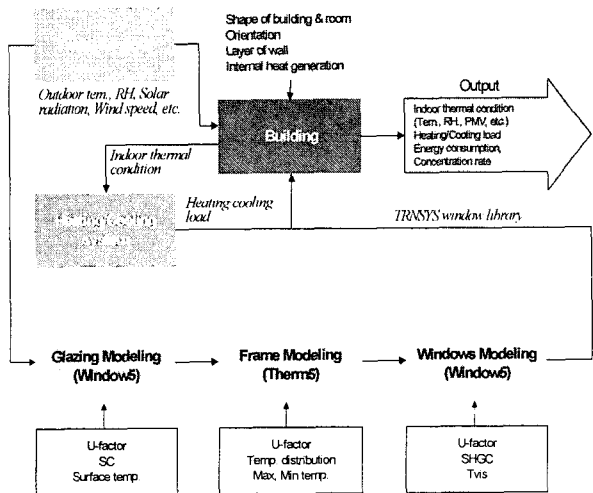 Shape of building & room
Orientation
Layer of wall
Internal heat generation
Outdoor tem., RH, Solar
radiation, Wind speed, etc.
Building
Output
Indoor thermal condition
(Tem., RH., PMV, etc.)
Heating/Cooling load
Energy consumption,
Concentration rate
Indoor thermal
condition
Heating cooling
load
TRNSYS window library
Glazing Modeling
(Window5)
Frame Modeling
(Therm5)
Windows Modeling
(Window5)
U-factor
SC
Surface temp.
U-factor
Temp. distribution
Max, Min temp.
U-factor
SHGC
Tvis